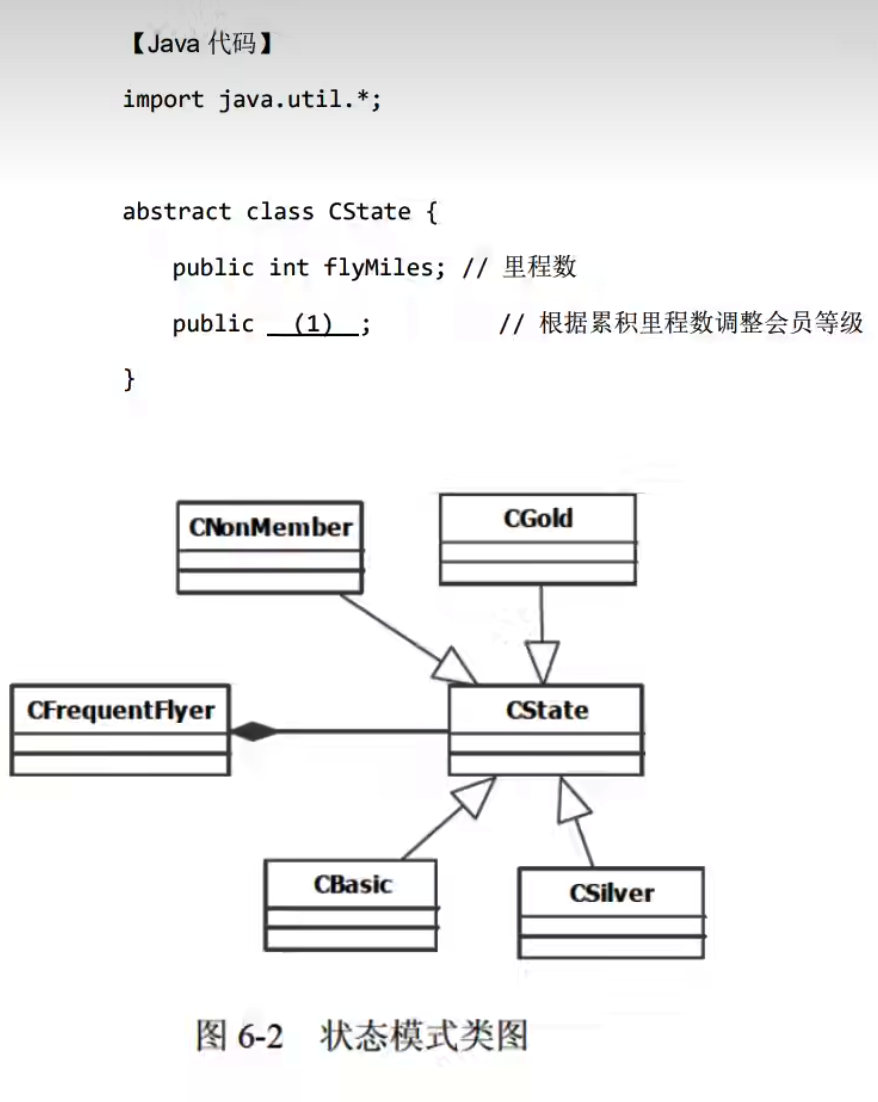 【Java 代码】
import java.util.*;
abstract class CState {
public int flyMiles; // 里程数
public (1) ; // 根据累积里程数调整会员等级
}
CNonMember
CGold
CFrequentFlyer
CState
CBasic
CSilver
图 6-2 状态模式类图